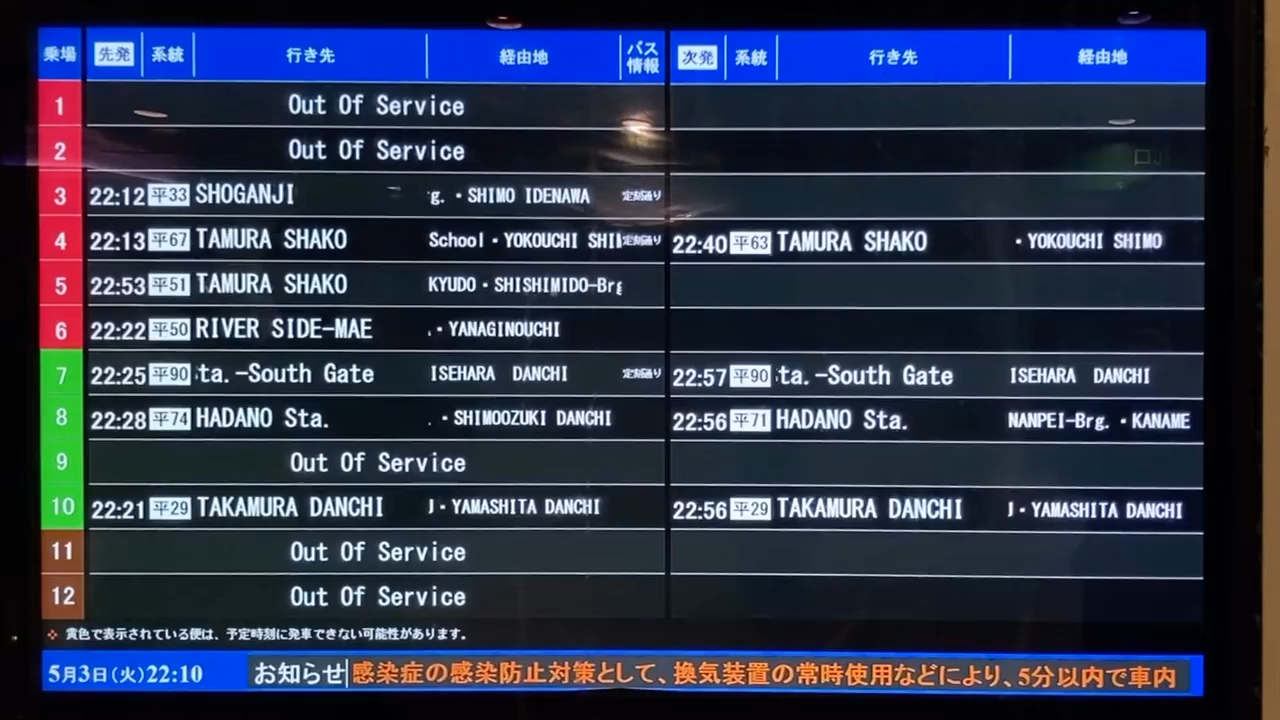 乗場 先発 系統 行き先 経由地 バス情報 次発 系統 行き先 経由地
1 Out Of Service
2 Out Of Service
3 22:12 平33 SHOGANJI g.・SHIMO IDENAWA 定刻通り
4 22:13 平67 TAMURA SHAKO School・YOKOUCHI SHI 定刻通り 22:40 平63 TAMURA SHAKO ・YOKOUCHI SHIMO
5 22:53 平51 TAMURA SHAKO KYUDO・SHISHIMIDO-Brg
6 22:22 平50 RIVER SIDE-MAE .・YANAGINOUCHI
7 22:25 平90 ta.-South Gate ISEHARA DANCHI 定刻通り 22:57 平90 ta.-South Gate ISEHARA DANCHI
8 22:28 平74 HADANO Sta. .・SHIMOOZUKI DANCHI 22:56 平71 HADANO Sta. NANPEI-Brg.・KANAME
9 Out Of Service
10 22:21 平29 TAKAMURA DANCHI J・YAMASHITA DANCHI 22:56 平29 TAKAMURA DANCHI J・YAMASHITA DANCHI
11 Out Of Service
12 Out Of Service
❖ 黄色で表示されている便は、予定時刻に発車できない可能性があります。
5月3日(火)22:10 お知らせ 感染症の感染防止対策として、換気装置の常時使用などにより、5分以内で車内